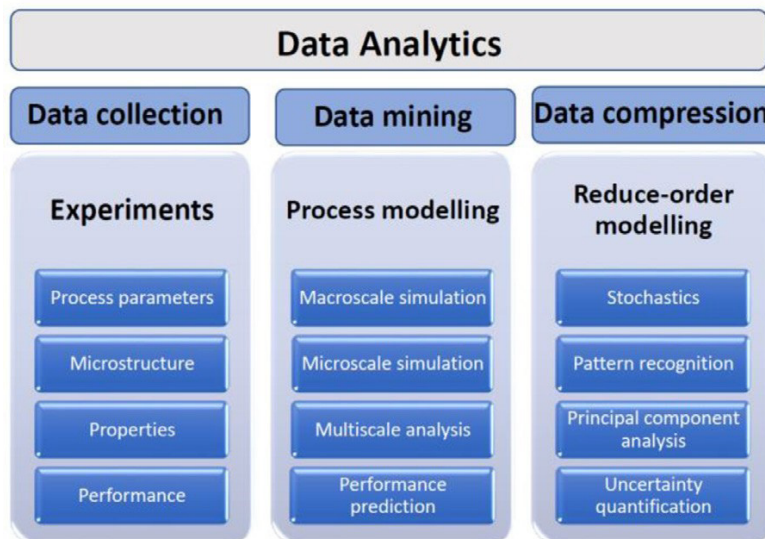 Data Analytics
Data collection
Data mining
Data compression
Experiments
Process parameters
Microstructure
Properties
Performance
Process modelling
Macroscale simulation
Microscale simulation
Multiscale analysis
Performance
prediction
Reduce-order
modelling
Stochastics
Pattern recognition
Principal component
analysis
Uncertainty
quantification